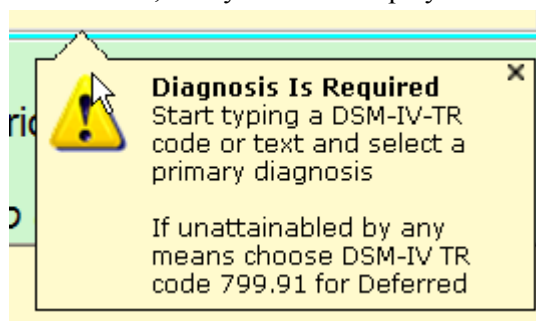 Diagnosis Is Required
Start typing a DSM-IV-TR
code or text and select a
primary diagnosis
If unattainabled by any
means choose DSM-IV TR
code 799.91 for Deferred